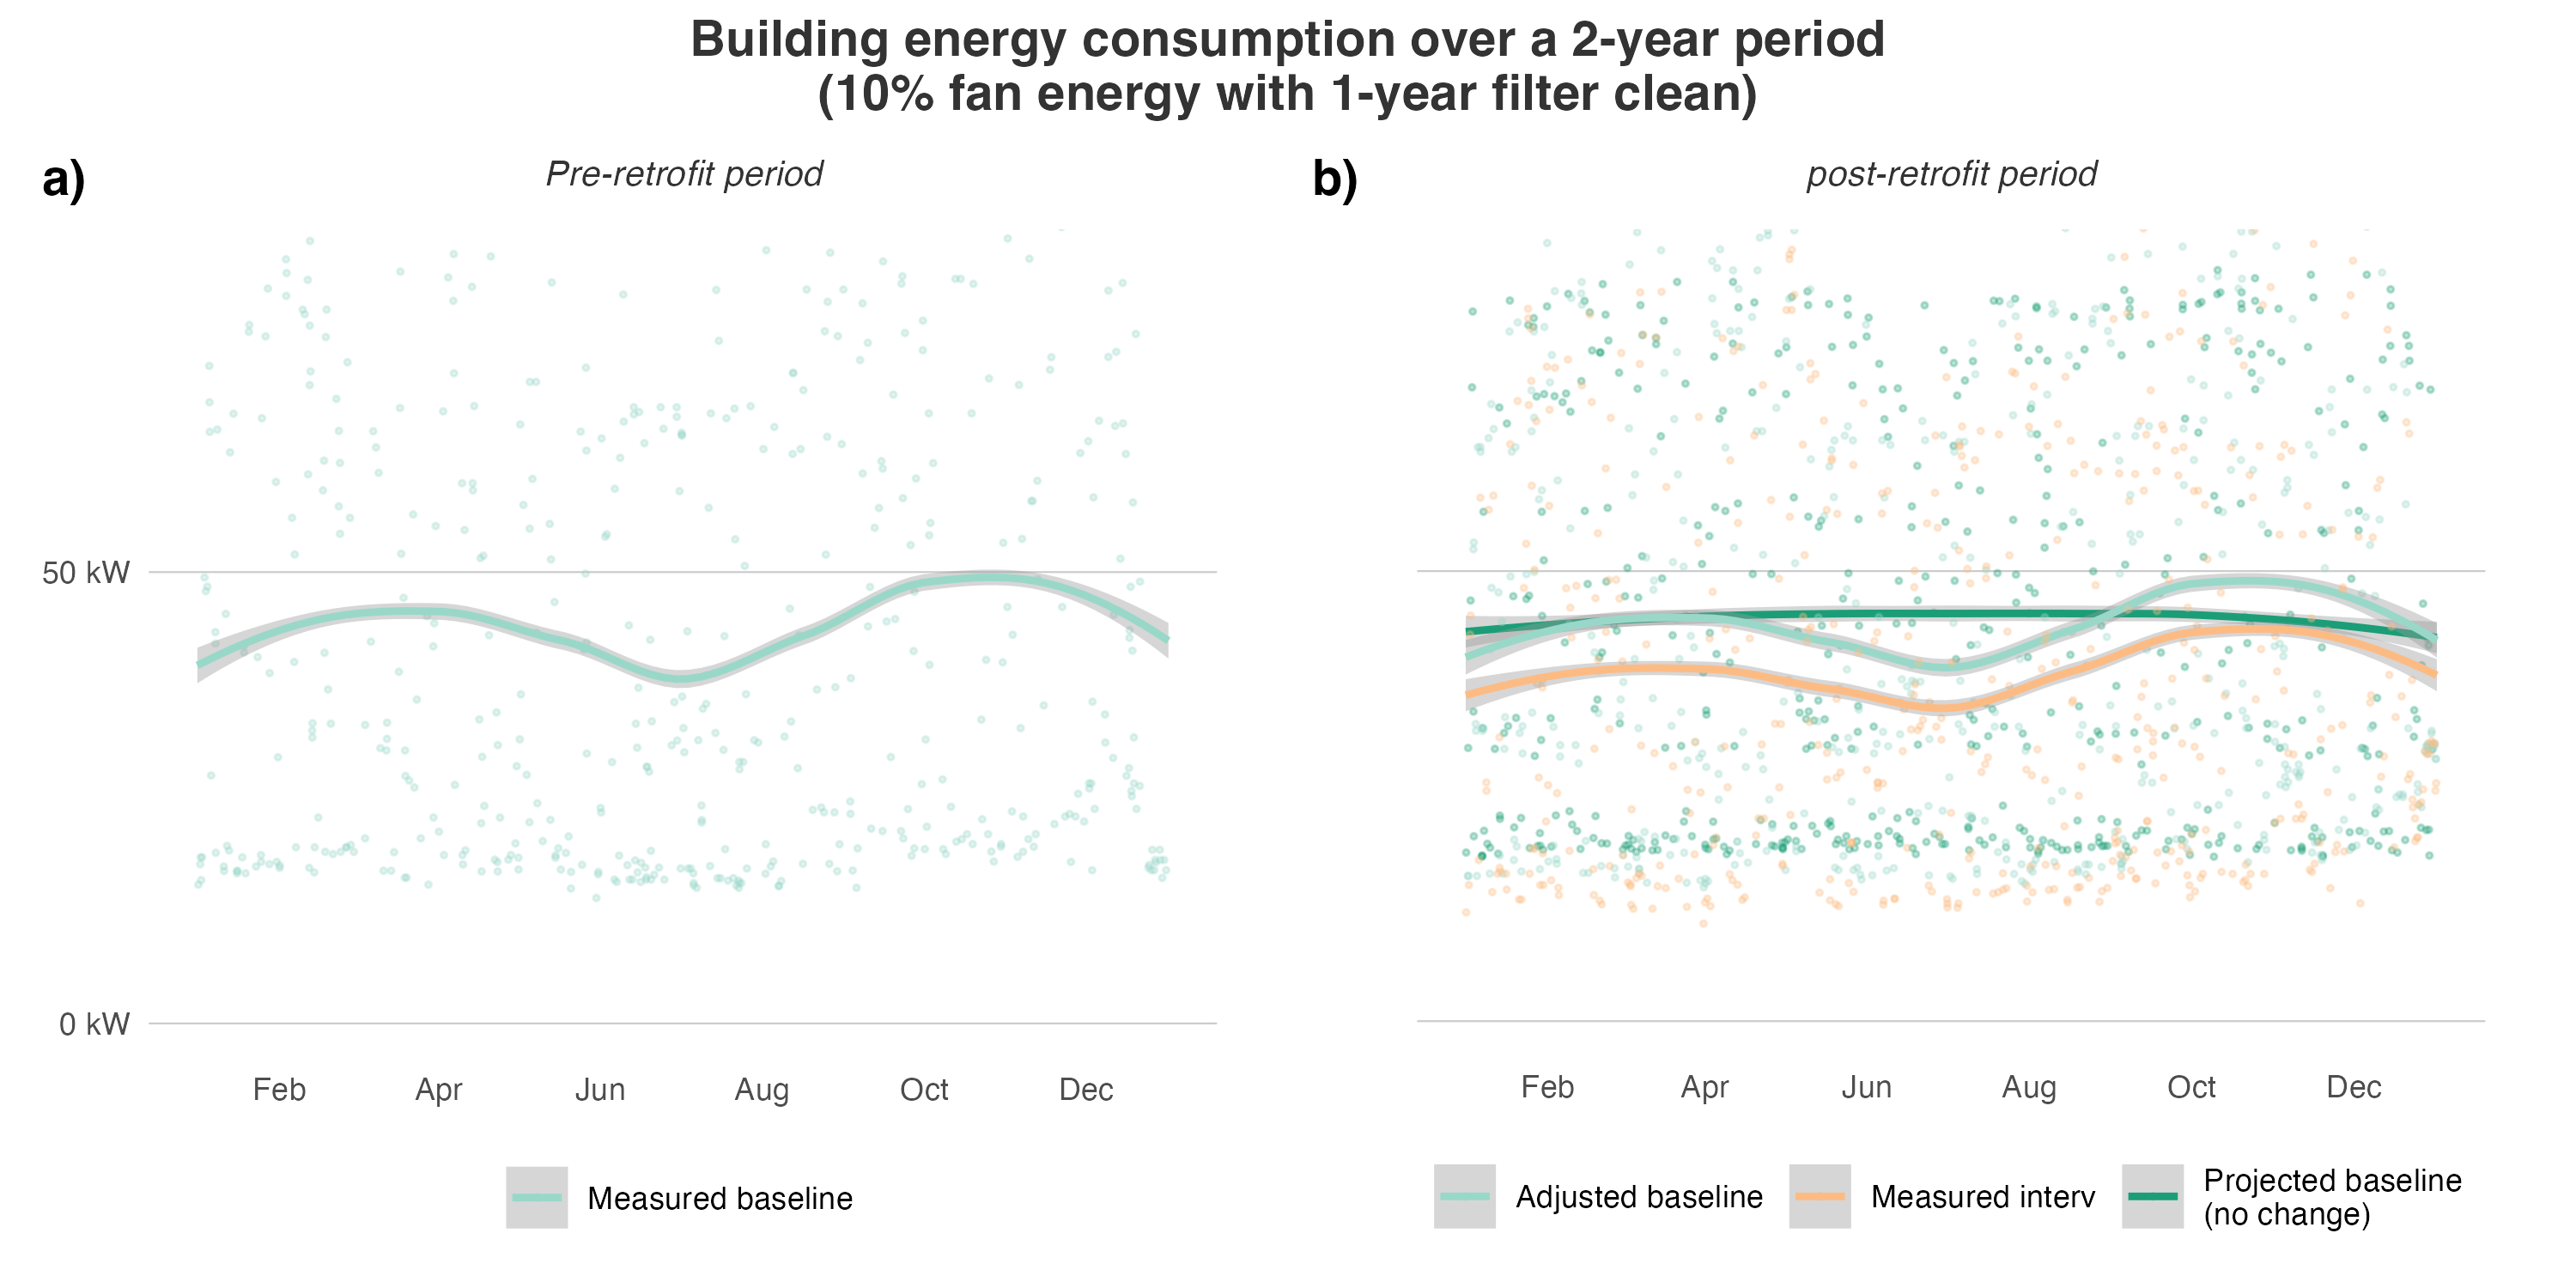 Building energy consumption over a 2-year period
(10% fan energy with 1-year filter clean)
a)
Pre-retrofit period
50 kW
0 kW
Feb Apr Jun Aug Oct Dec
Measured baseline
b)
post-retrofit period
Feb Apr Jun Aug Oct Dec
Adjusted baseline
Measured interv
Projected baseline
(no change)